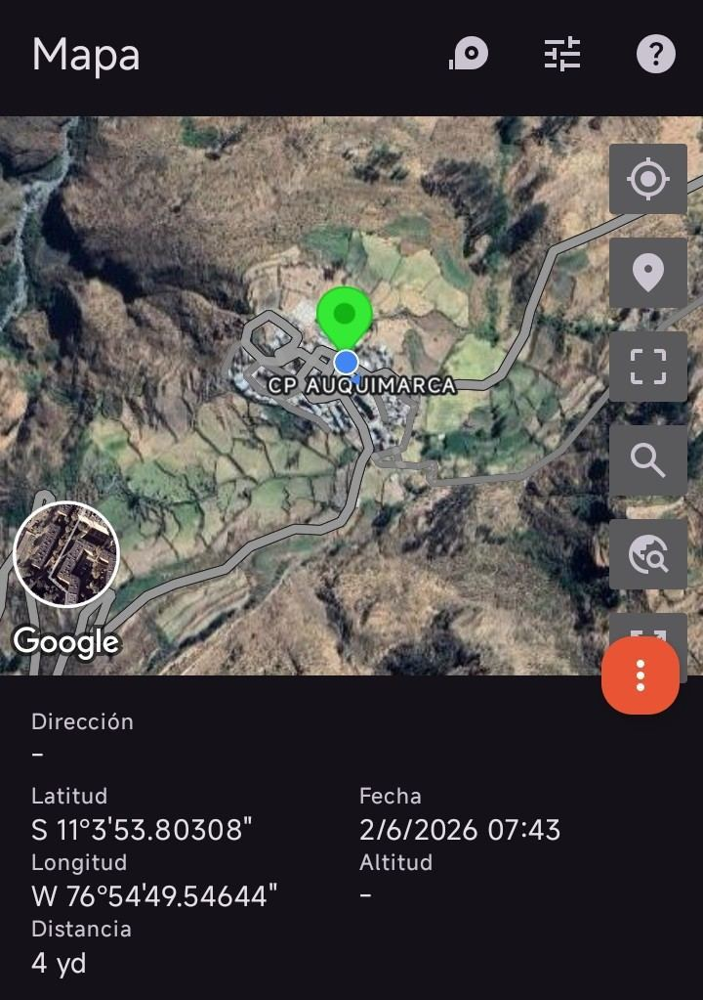 Mapa
CP AUQUIMARCA
Google
Dirección
-
Latitud
S 11°3'53.80308"
Fecha
2/6/2026 07:43
Longitud
W 76°54'49.54644"
Altitud
-
Distancia
4 yd